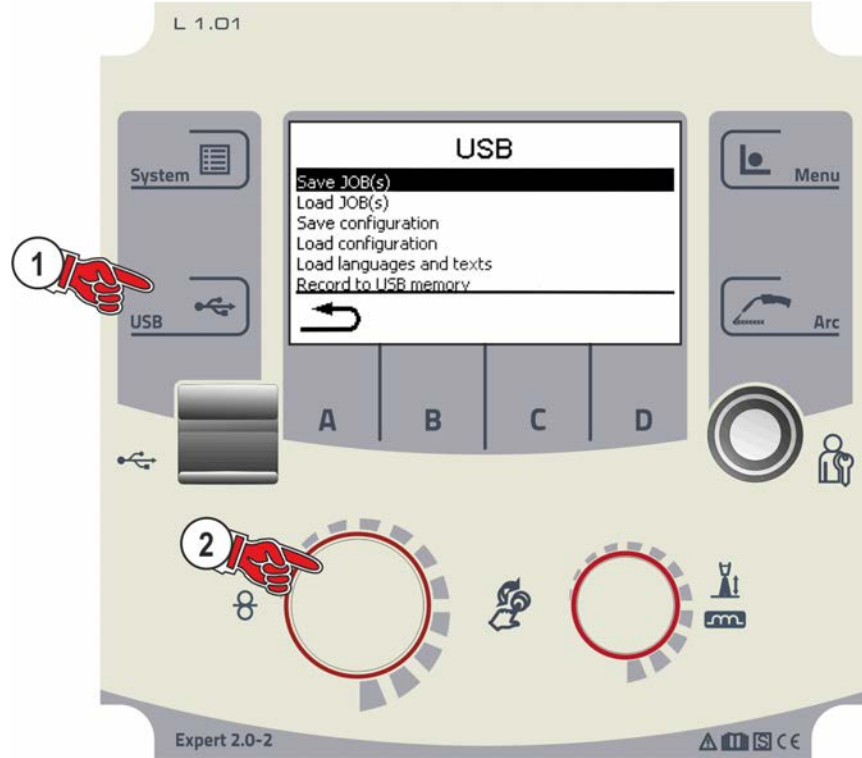 L 1.01
System
Menu
USB
Save JOB(s)
Load JOB(s)
Save configuration
Load configuration
Load languages and texts
Record to USB memory
1
USB
Arc
A B C D
2
Expert 2.0-2
S CE